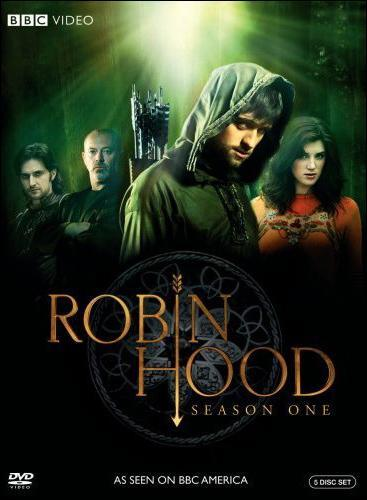 BBC VIDEO
ROBIN
HOOD
SEASON ONE
DVD
VIDEO
AS SEEN ON BBC AMERICA
5 DISC SET